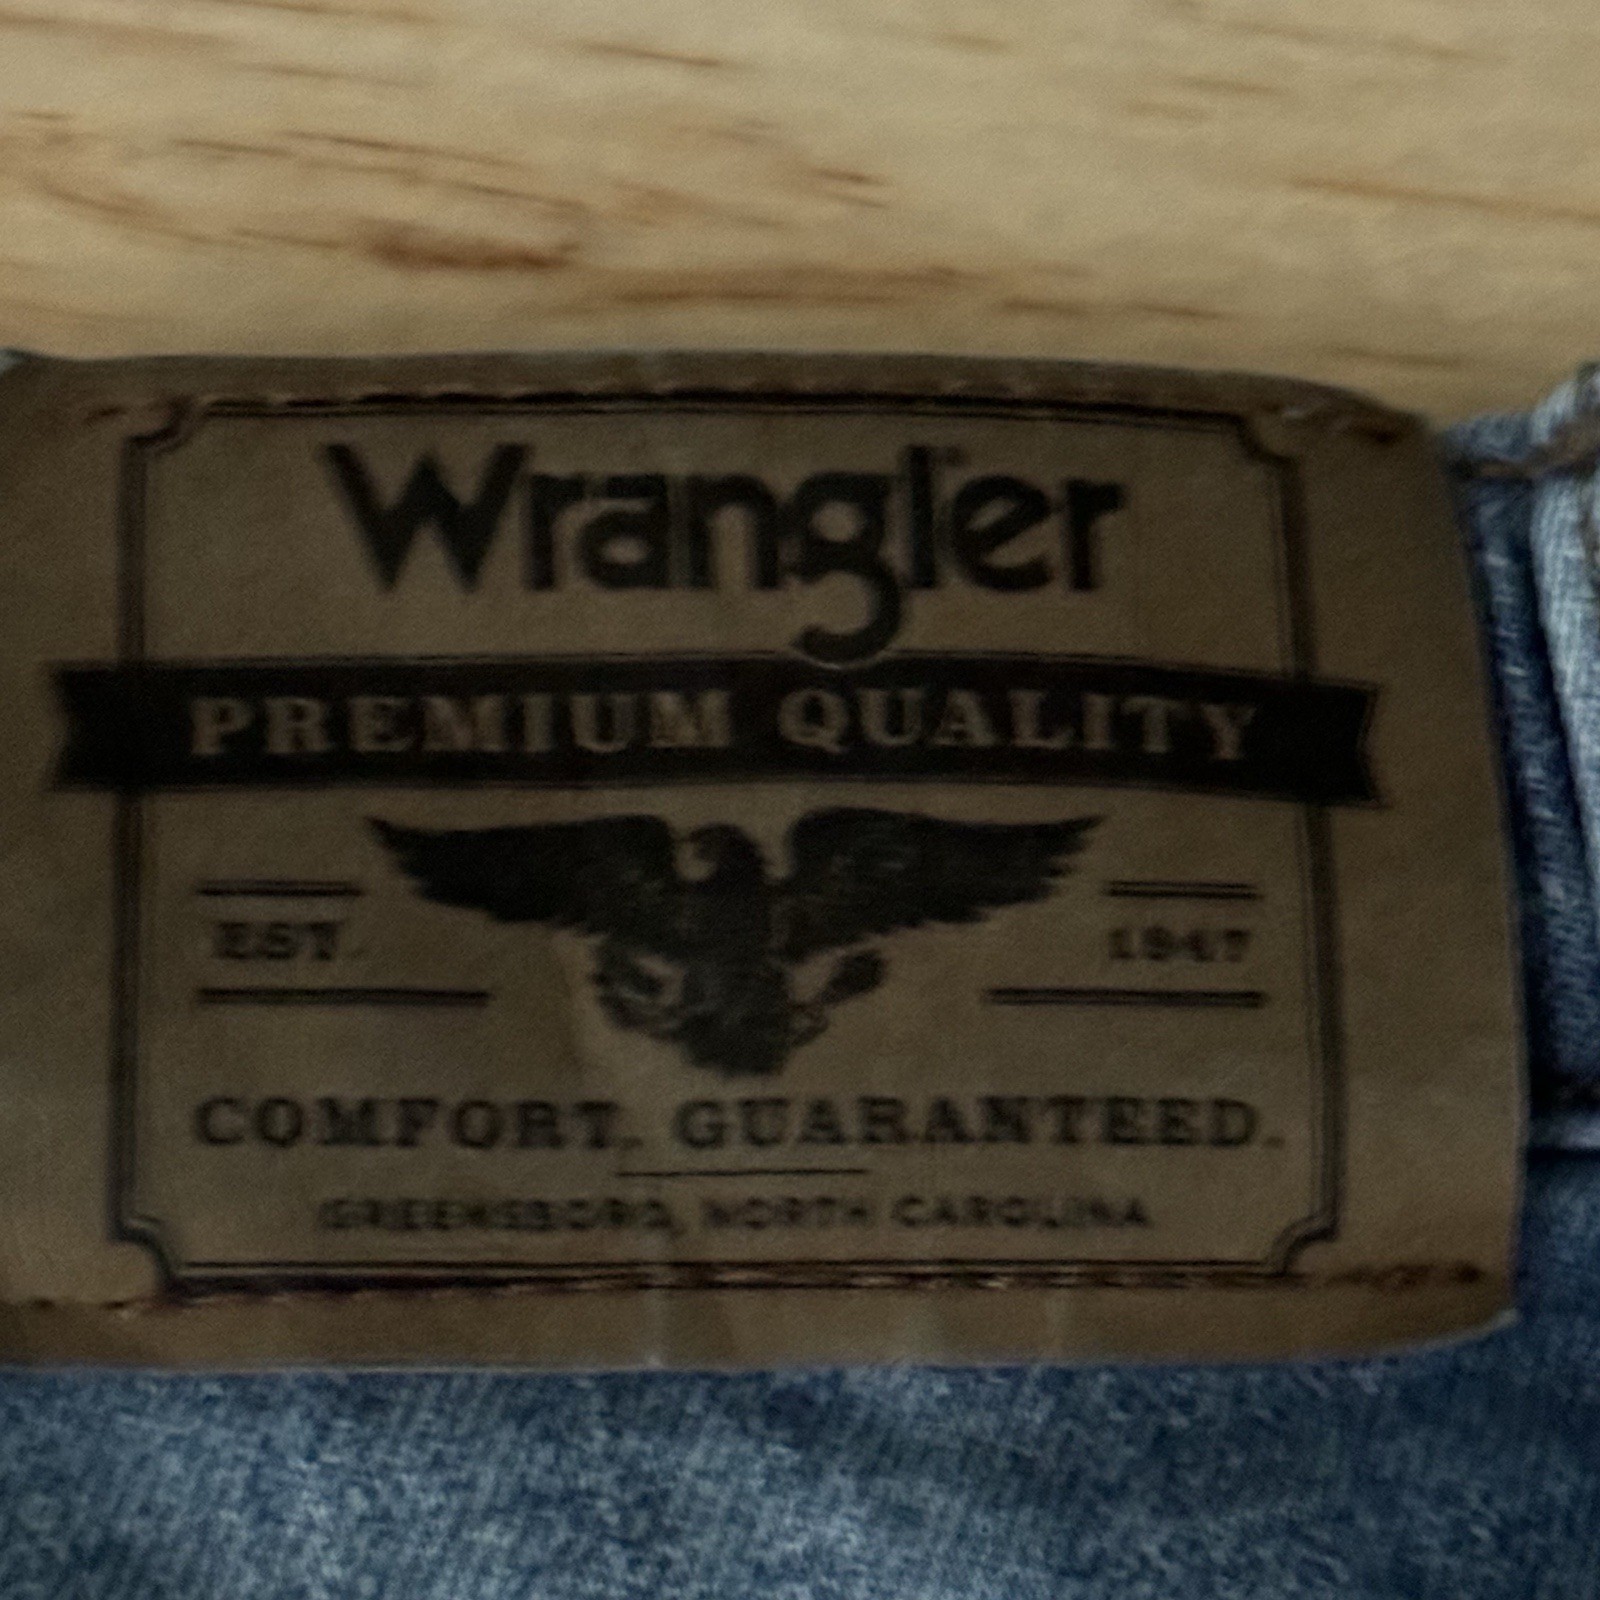 Wrangler
PREMIUM QUALITY
EST. 1947
COMFORT. GUARANTEED.
GREENSBORO, NORTH CAROLINA